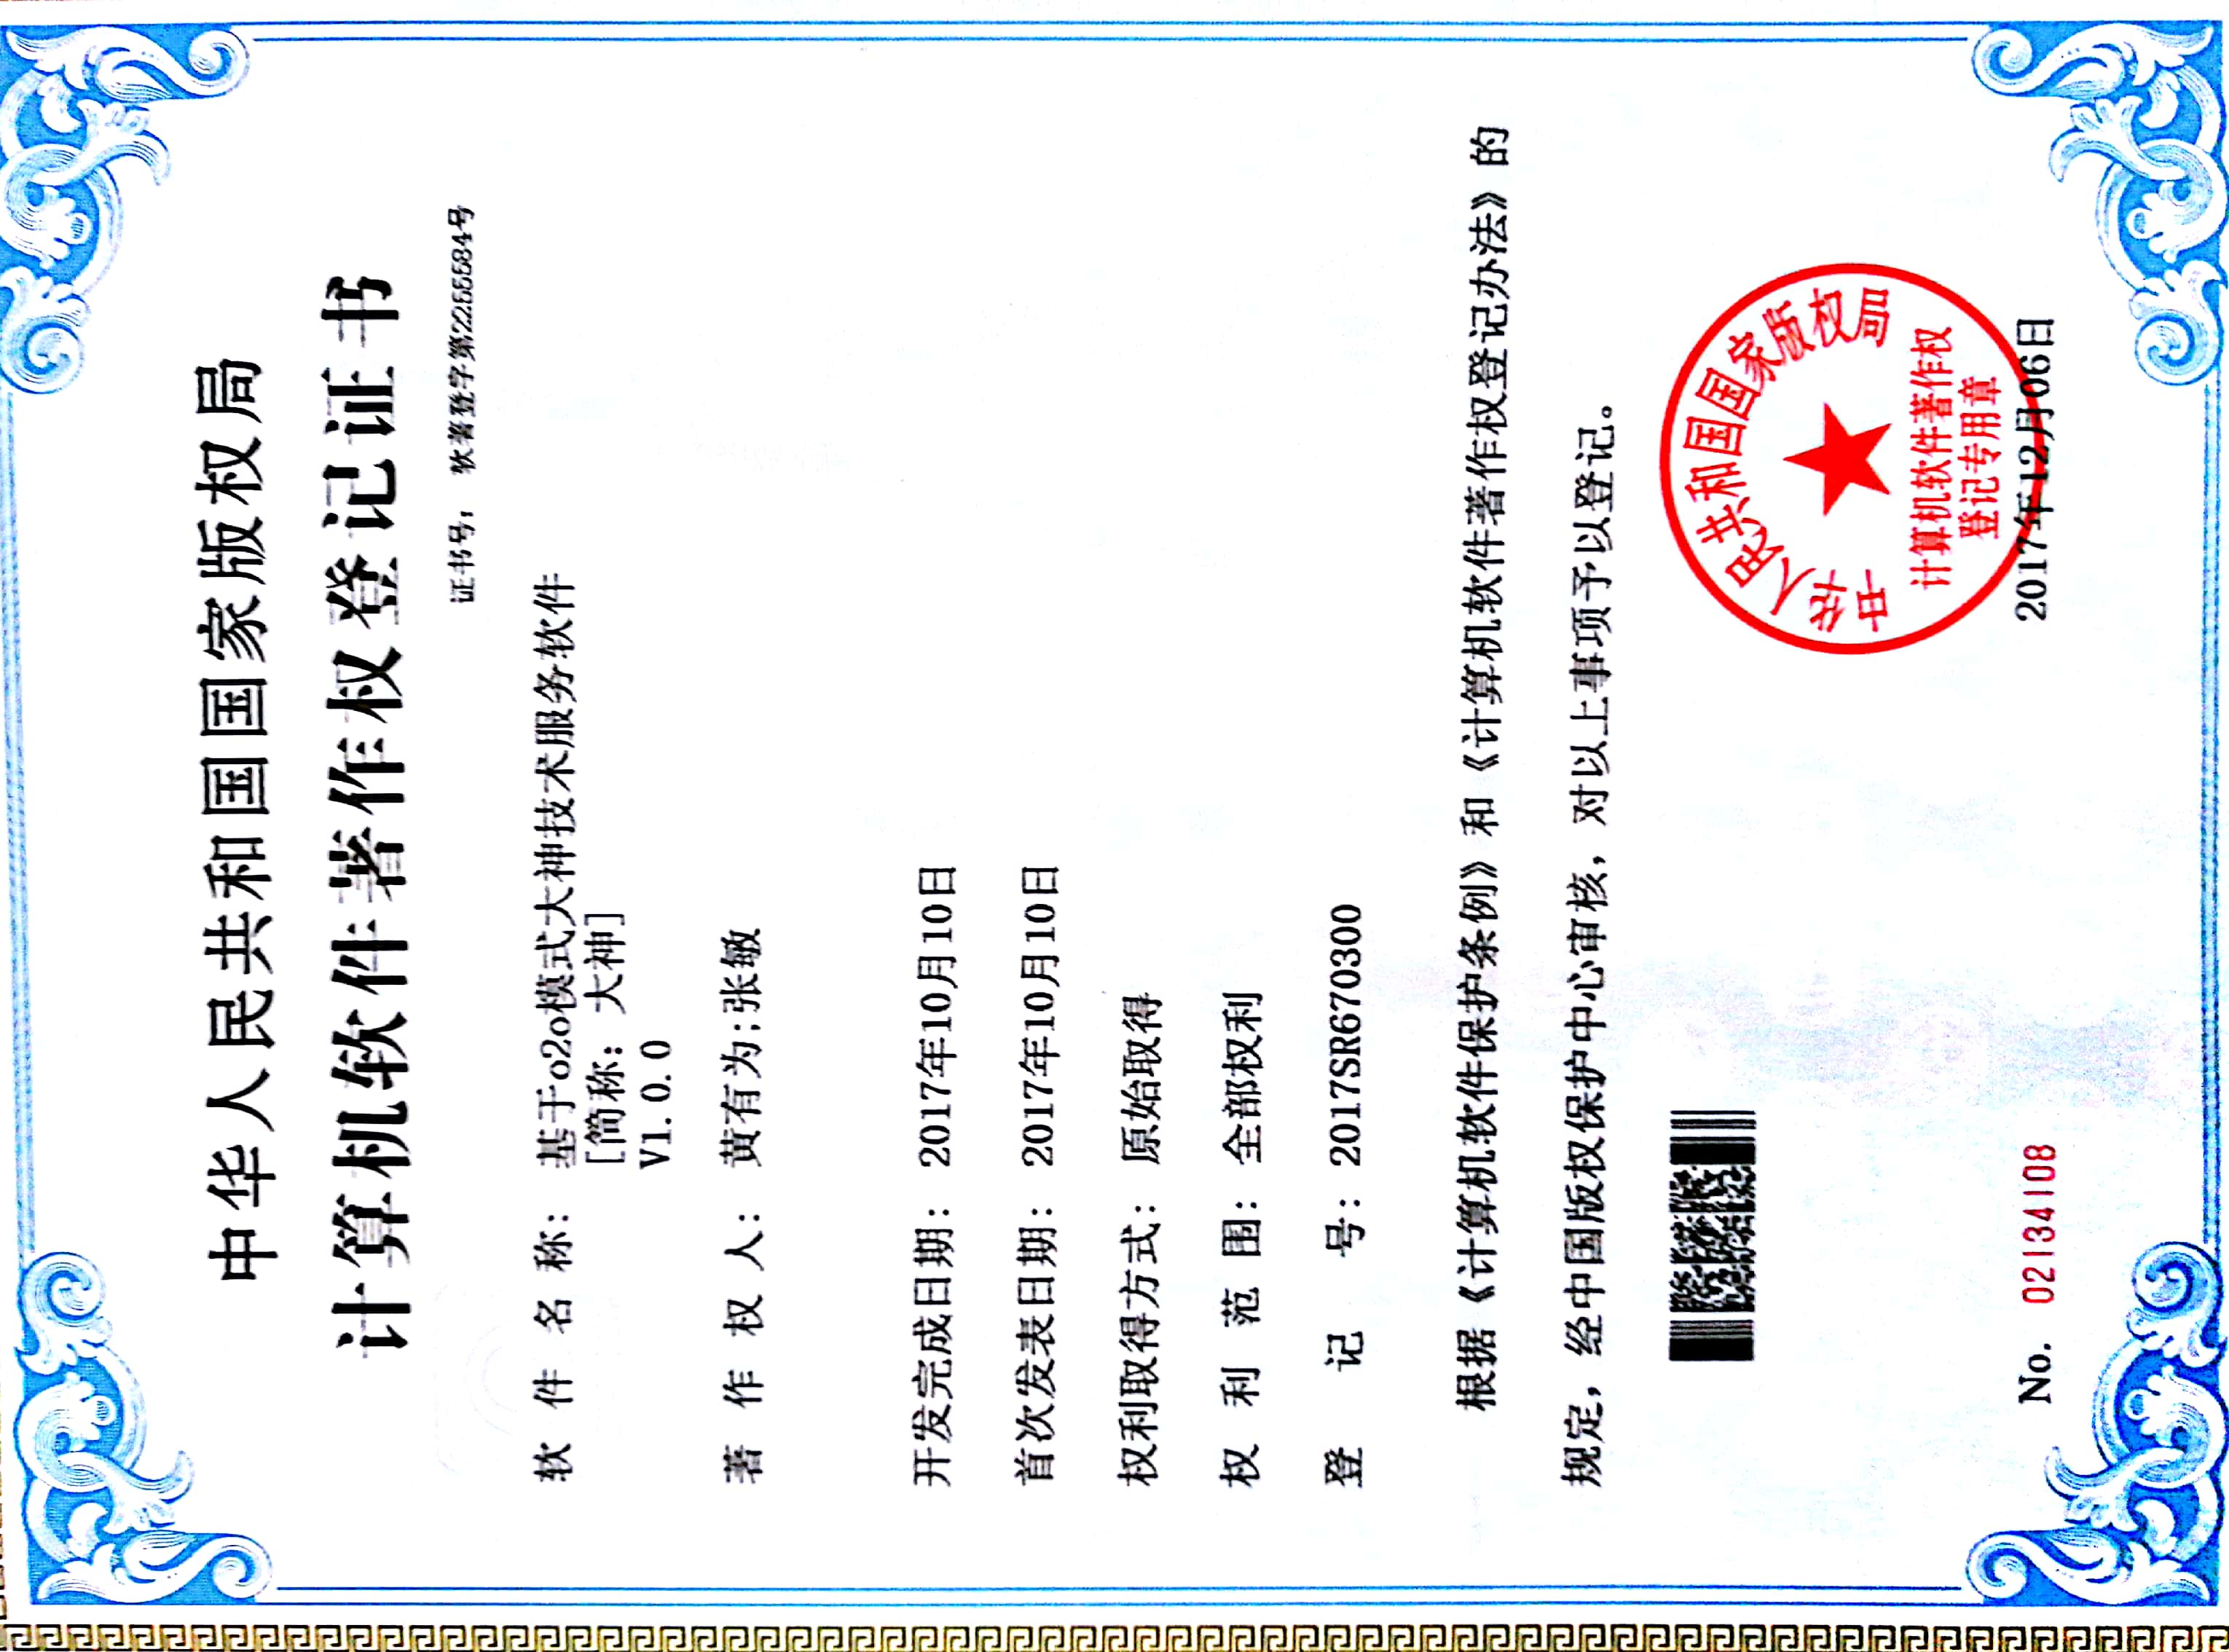 中华人民共和国国家版权局
计算机软件著作权登记证书
证书号： 软著登字第2255584号
软件名称： 基于o2o模式大神技术服务软件
[简称：大神]
V1.0.0
著作权人： 黄有为;张敏
开发完成日期： 2017年10月10日
首次发表日期： 2017年10月10日
权利取得方式： 原始取得
权利范围： 全部权利
登记号： 2017SR670300
根据《计算机软件保护条例》和《计算机软件著作权登记办法》的
规定，经中国版权保护中心审核，对以上事项予以登记。
中华人民共和国国家版权局
计算机软件著作权
登记专用章
No. 02134108
2017年12月06日